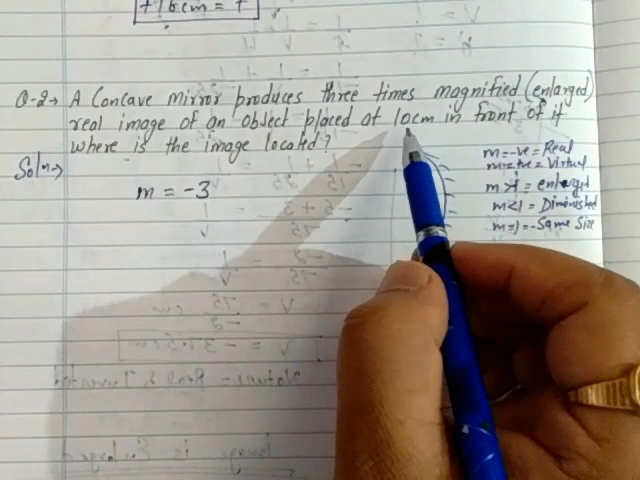 +16cm = f
Q-2→ A Concave mirror produces three times magnified (enlarged)
real image of an object placed at 10cm in front of it
where is the image located?
Soln→
m = -3
m = -ve = Real
m = +ve = Virtual
m>1 = enlarged
m<1 = Diminished
m=1 = Same Size